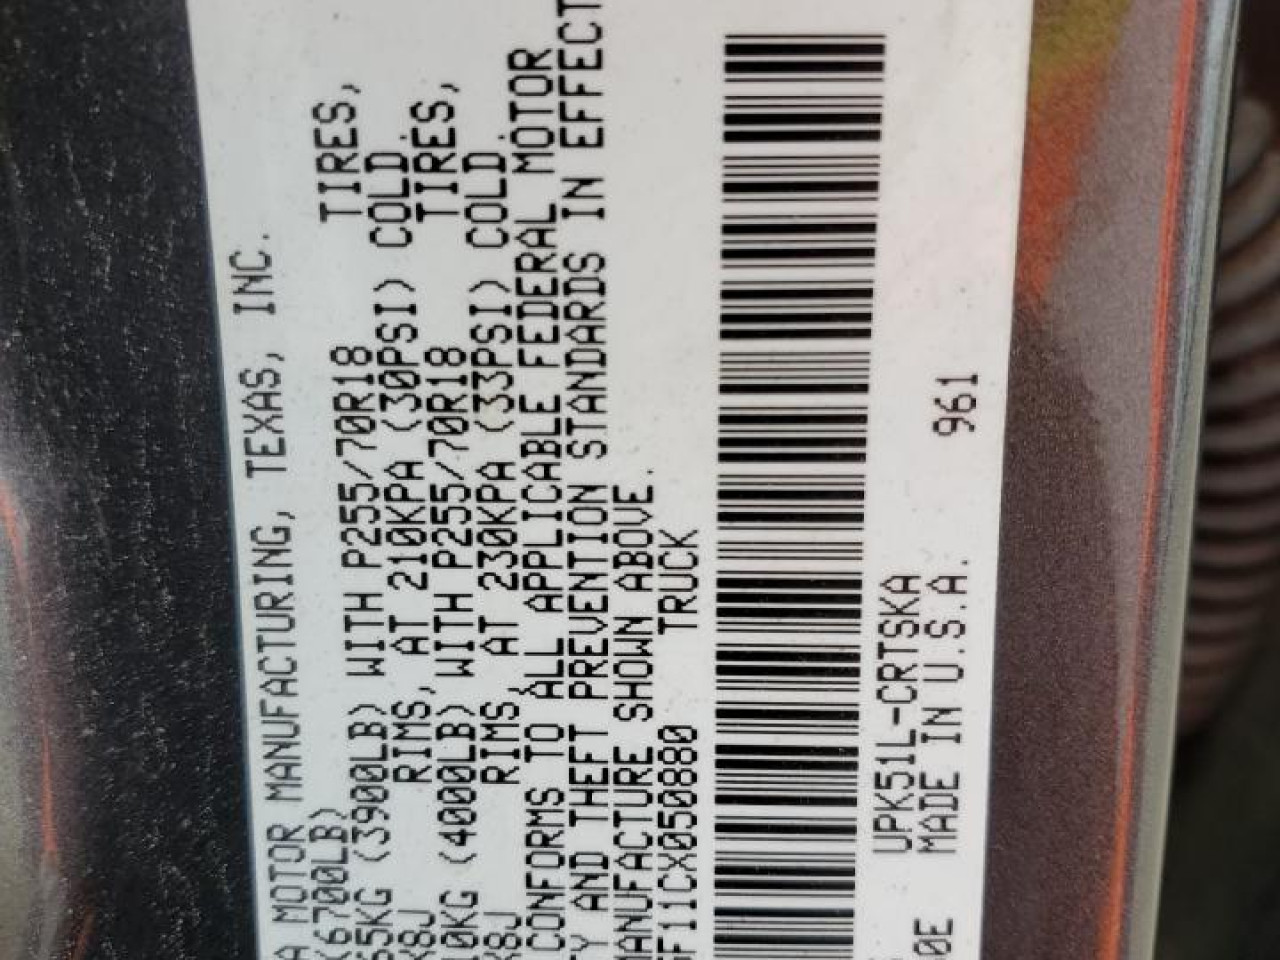 A MOTOR MANUFACTURING, TEXAS, INC.
(6700LB)
65KG (3900LB) WITH P255/70R18 TIRES,
X8J RIMS, AT 210KPA (30PSI) COLD.
10KG (4000LB) WITH P255/70R18 TIRES,
X8J RIMS, AT 230KPA (33PSI) COLD.
CONFORMS TO ALL APPLICABLE FEDERAL MOTOR
TY AND THEFT PREVENTION STANDARDS IN EFFECT
MANUFACTURE SHOWN ABOVE.
F11CX050880 TRUCK
UPK51L-CRTSKA 961
0E MADE IN U.S.A.